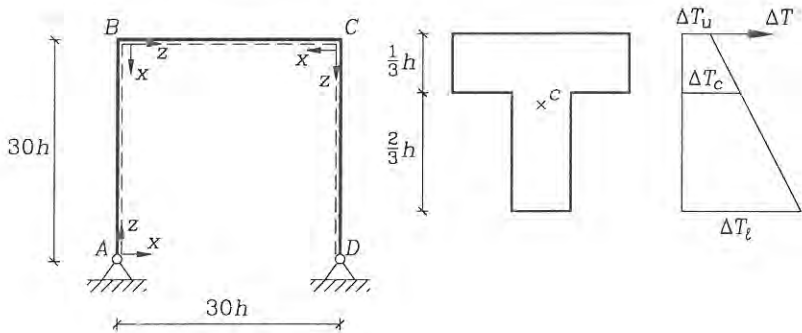 B
C
z
x
x
z
30h
z
A
x
D
30h
1/3 h
2/3 h
c
ΔT_u
ΔT
ΔT_c
ΔT_ℓ